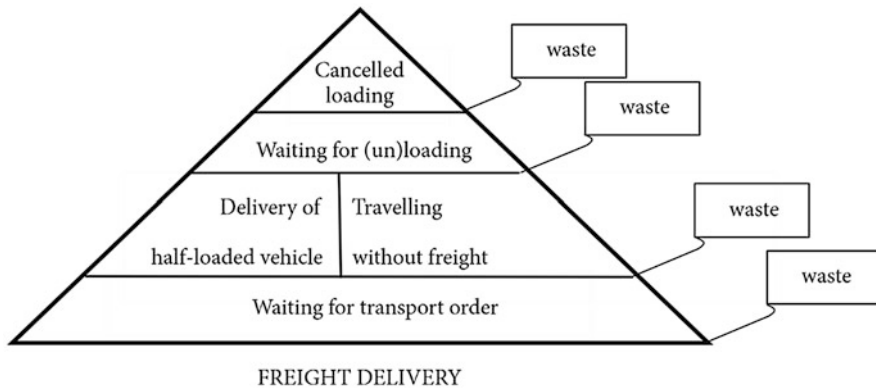 waste
Cancelled
loading
waste
Waiting for (un)loading
Delivery of
half-loaded vehicle
Travelling
without freight
waste
waste
Waiting for transport order
FREIGHT DELIVERY